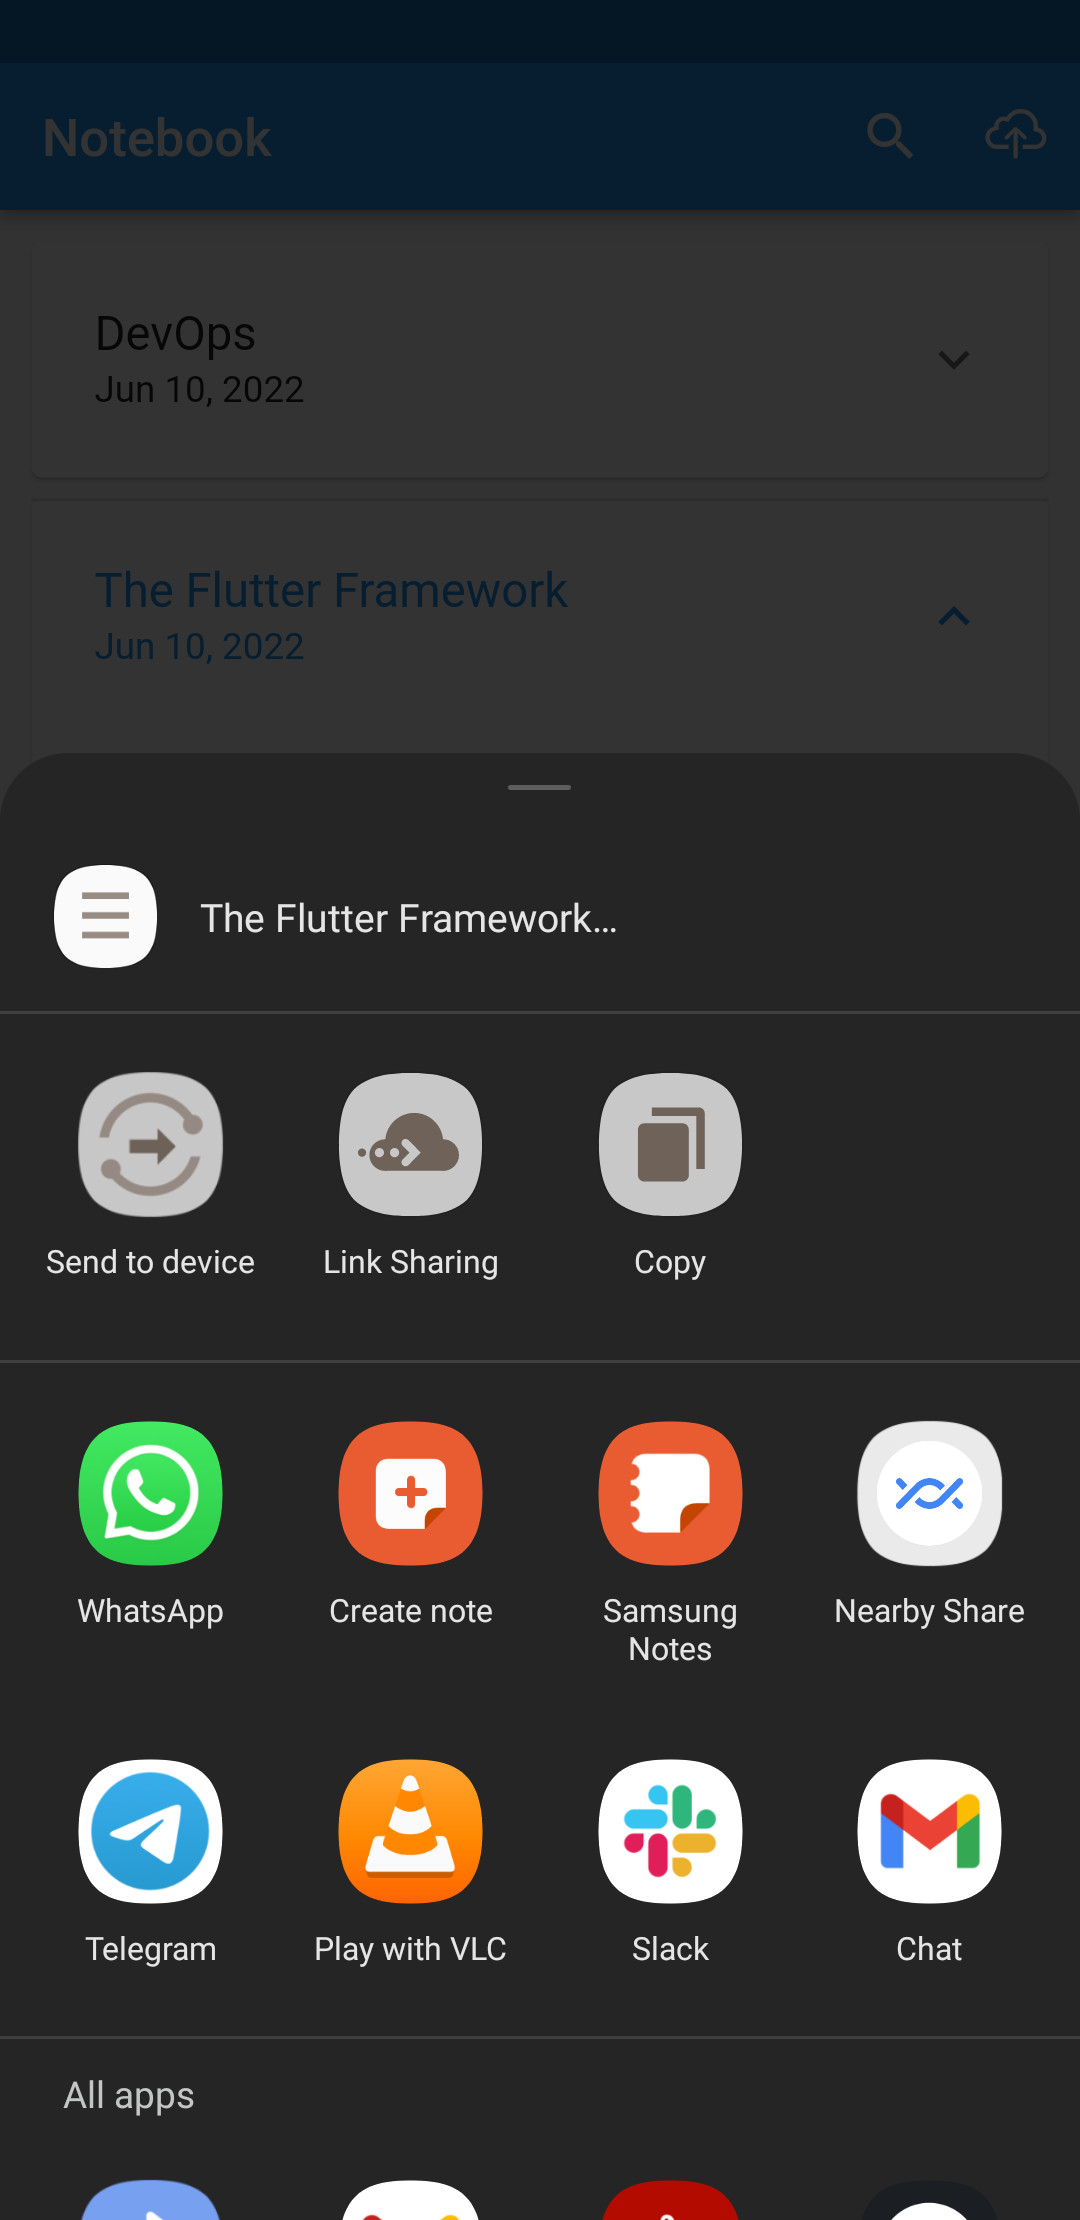 Notebook
DevOps
Jun 10, 2022
The Flutter Framework
Jun 10, 2022
The Flutter Framework...
Send to device
Link Sharing
Copy
WhatsApp
Create note
Samsung
Notes
Nearby Share
Telegram
Play with VLC
Slack
Chat
All apps